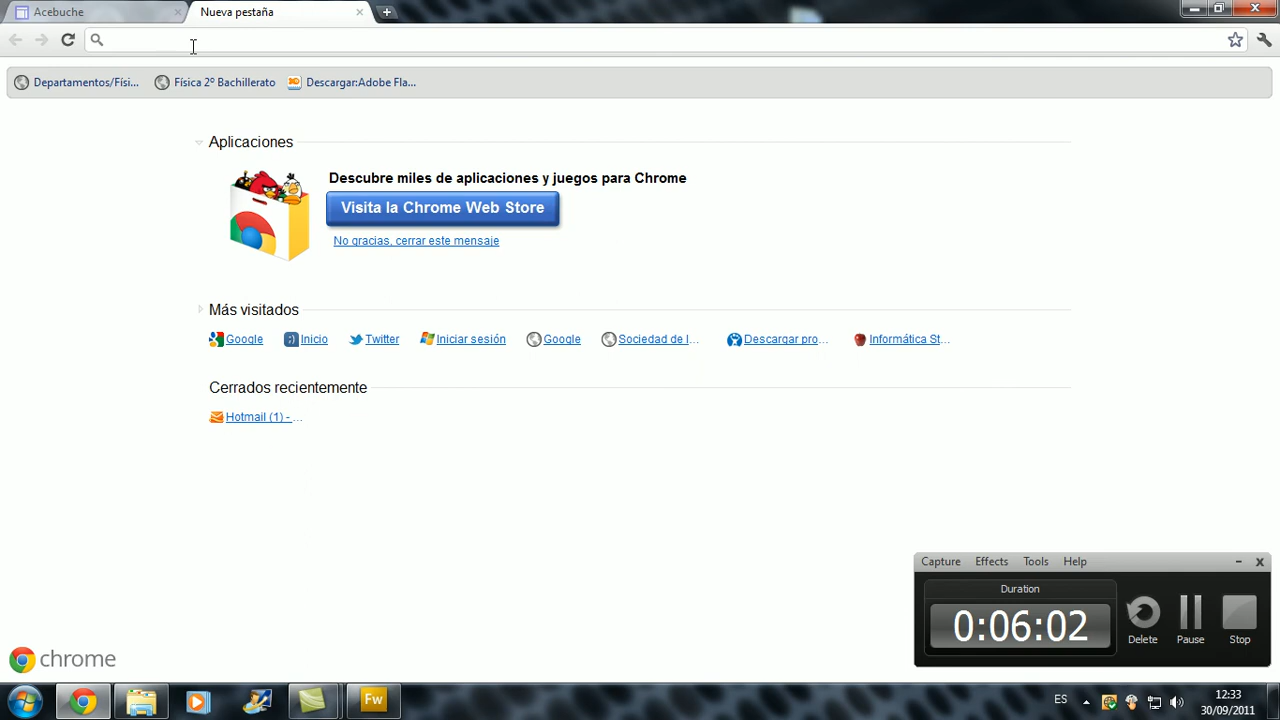 Acebuche
Nueva pestaña
Departamentos/Físi...
Física 2º Bachillerato
Descargar:Adobe Fla...
Aplicaciones
Descubre miles de aplicaciones y juegos para Chrome
Visita la Chrome Web Store
No gracias, cerrar este mensaje
Más visitados
Google
Inicio
Twitter
Iniciar sesión
Google
Sociedad de I...
Descargar pro...
Informática St...
Cerrados recientemente
Hotmail (1) - ...
Capture Effects Tools Help
Duration
0:06:02
Delete
Pause
Stop
chrome
Fw
ES
12:33
30/09/2011